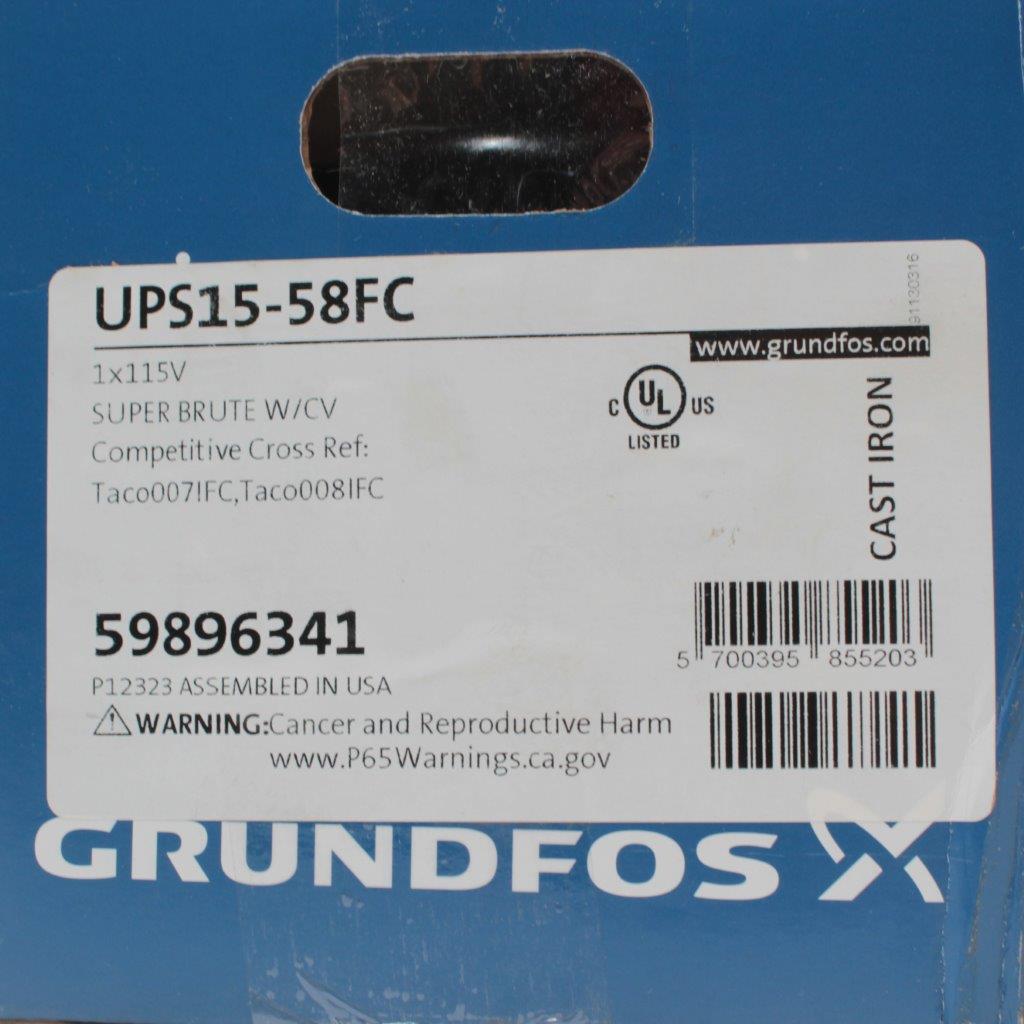 UPS15-58FC
91130316
www.grundfos.com
1x115V
SUPER BRUTE W/CV
Competitive Cross Ref:
Taco007IFC,Taco008IFC
C UL US
LISTED
CAST IRON
59896341
P12323 ASSEMBLED IN USA
WARNING:Cancer and Reproductive Harm
www.P65Warnings.ca.gov
5 700395 855203
GRUNDFOS